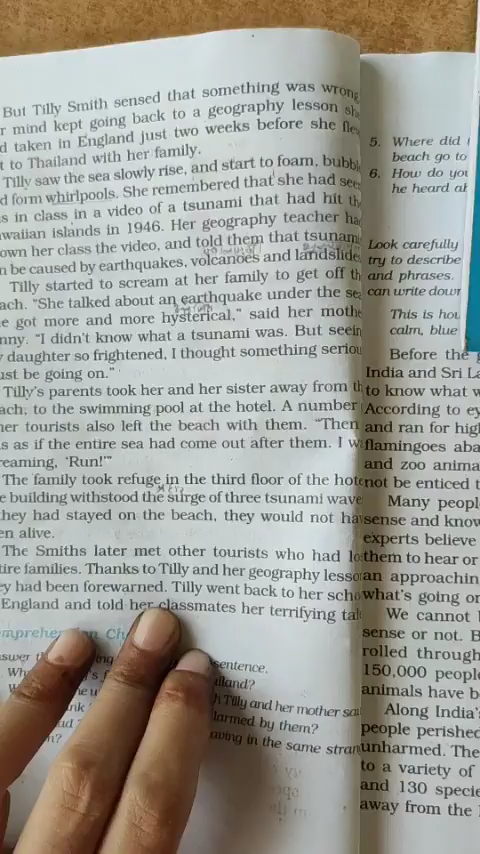 But Tilly Smith sensed that something was wrong
mind kept going back to a geography lesson
taken in England just two weeks before she
to Thailand with her family.
Tilly saw the sea slowly rise, and start to foam, bubb
form whirlpools. She remembered that she had see
in class in a video of a tsunami that had hit th
islands in 1946. Her geography teacher ha
own her class the video, and told them that tsunami
be caused by earthquakes, volcanoes and landslides
Tilly started to scream at her family to get off th
ach. “She talked about an earthquake under the sea
got more and more hysterical,” said her mothe
nny. “I didn’t know what a tsunami was. But seein
daughter so frightened, I thought something seriou
ust be going on.”
Tilly’s parents took her and her sister away from th
ach, to the swimming pool at the hotel. A number
her tourists also left the beach with them. “Then
as if the entire sea had come out after them. I w
reaming, ‘Run!’”
The family took refuge in the third floor of the hot
building withstood the surge of three tsunami wave
they had stayed on the beach, they would not ha
en alive.
The Smiths later met other tourists who had lo
tire families. Thanks to Tilly and her geography lesso
ey had been forewarned. Tilly went back to her scho
England and told her classmates her terrifying tal
sentence.
Tilly and her mother
larmed by them?
in the same stran
5. Where did
beach go to
6. How do you
he heard
Look carefully
try to describe
and phrases.
can write down
This is how
calm, blue
Before the
India and Sri La
to know what w
According to ey
and ran for hig
flamingoes aba
and zoo anima
not be enticed t
Many peopl
sense and know
experts believe
them to hear or
an approachin
what’s going on
We cannot
sense or not. B
rolled through
150,000 peopl
animals have b
Along India’s
people perished
unharmed. The
to a variety of
and 130 specie
away from the